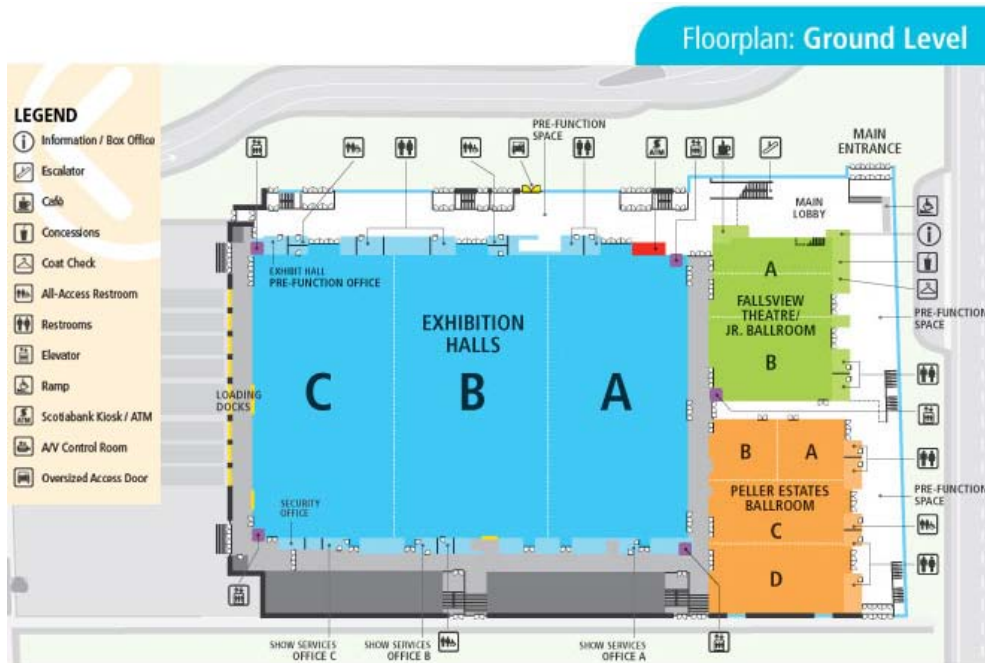 Floorplan: Ground Level
LEGEND
Information / Box Office
Escalator
Café
Concessions
Coat Check
All-Access Restroom
Restrooms
Elevator
Ramp
Scotiabank Kiosk / ATM
A/V Control Room
Oversized Access Door
PRE-FUNCTION
SPACE
MAIN
ENTRANCE
$
ATM
MAIN
LOBBY
EXHIBIT HALL
PRE-FUNCTION OFFICE
EXHIBITION
HALLS
C
B
A
A
FALLSVIEW
THEATRE/
JR. BALLROOM
B
PRE-FUNCTION
SPACE
LOADING
DOCKS
B
A
PELLER ESTATES
BALLROOM
C
D
PRE-FUNCTION
SPACE
SECURITY
OFFICE
SHOW SERVICES
OFFICE C
SHOW SERVICES
OFFICE B
SHOW SERVICES
OFFICE A